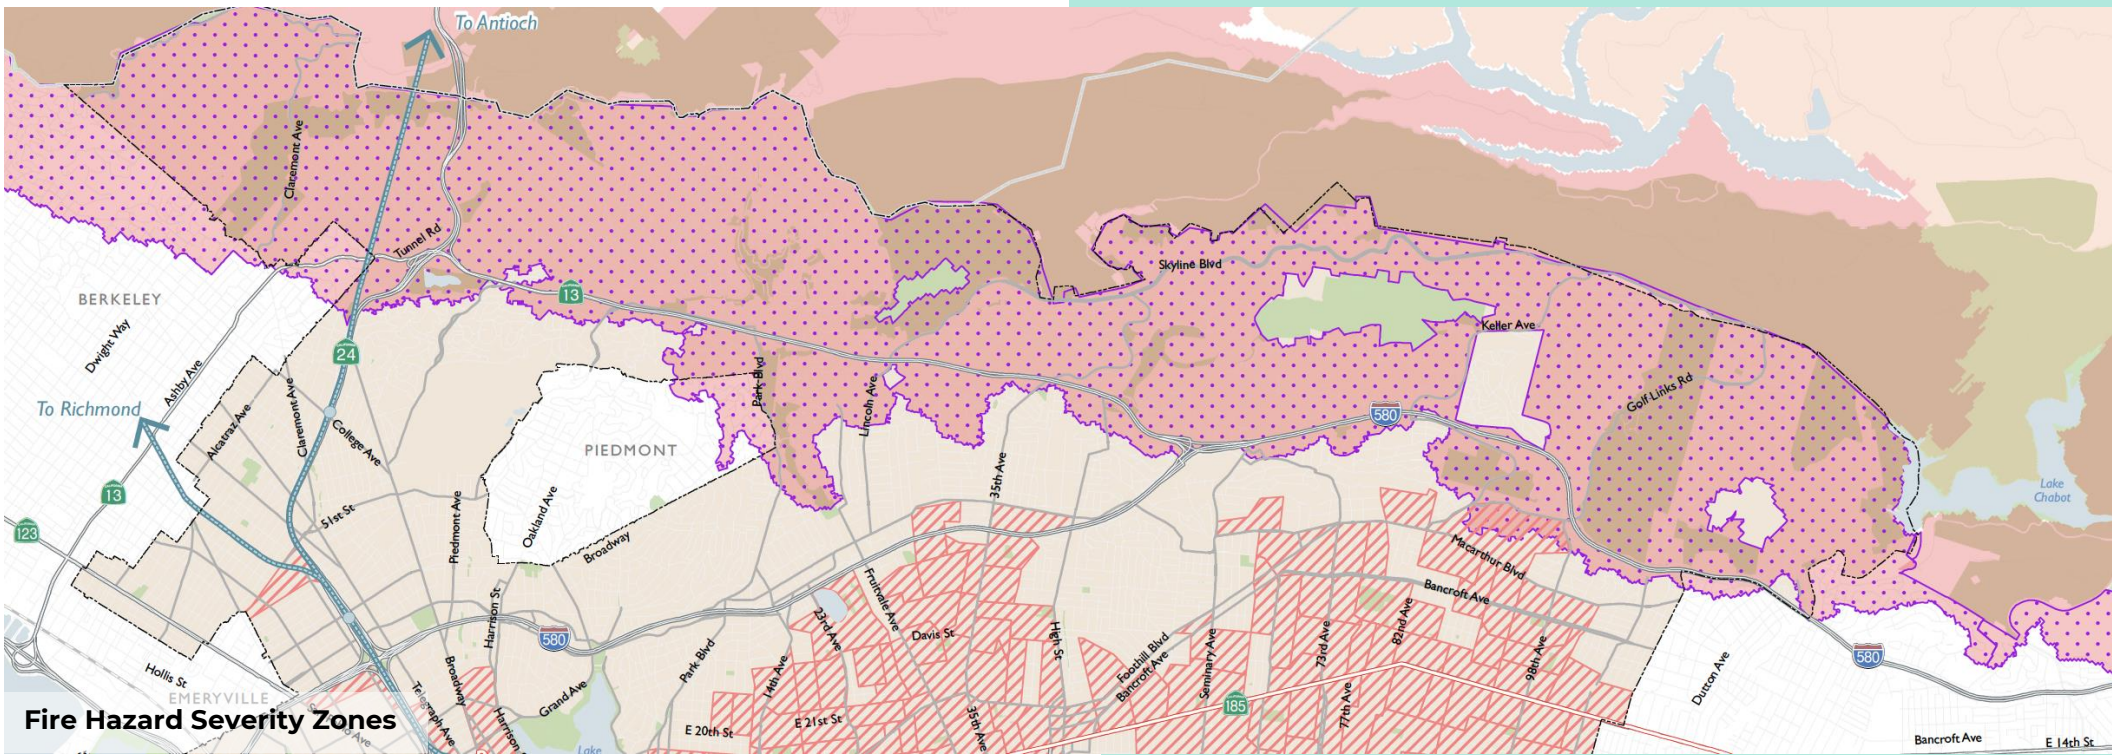 To Antioch
Claremont Ave
Tunnel Rd
Skyline Blvd
13
BERKELEY
Dwight Way
Ashby Ave
24
Keller Ave
To Richmond
Alcatraz Ave
Claremont Ave
College Ave
PIEDMONT
Park Blvd
Lincoln Ave
580
Golf Links Rd
35th Ave
13
123
51st St
Piedmont Ave
Oakland Ave
Broadway
Lake
Chabot
Macarthur Blvd
Bancroft Ave
Fruitvale Ave
23rd Ave
Davis St
High St
82nd Ave
73rd Ave
98th Ave
Harrison St
580
Park Blvd
14th Ave
Foothill Blvd
Bancroft Ave
Seminary Ave
580
Dutton Ave
Hollis St
EMERYVILLE
Broadway
Grand Ave
Telegraph Ave
Harrison
Fire Hazard Severity Zones
E 20th St
E 21st St
35th Ave
185
77th Ave
Lake
Bancroft Ave
E 14th St